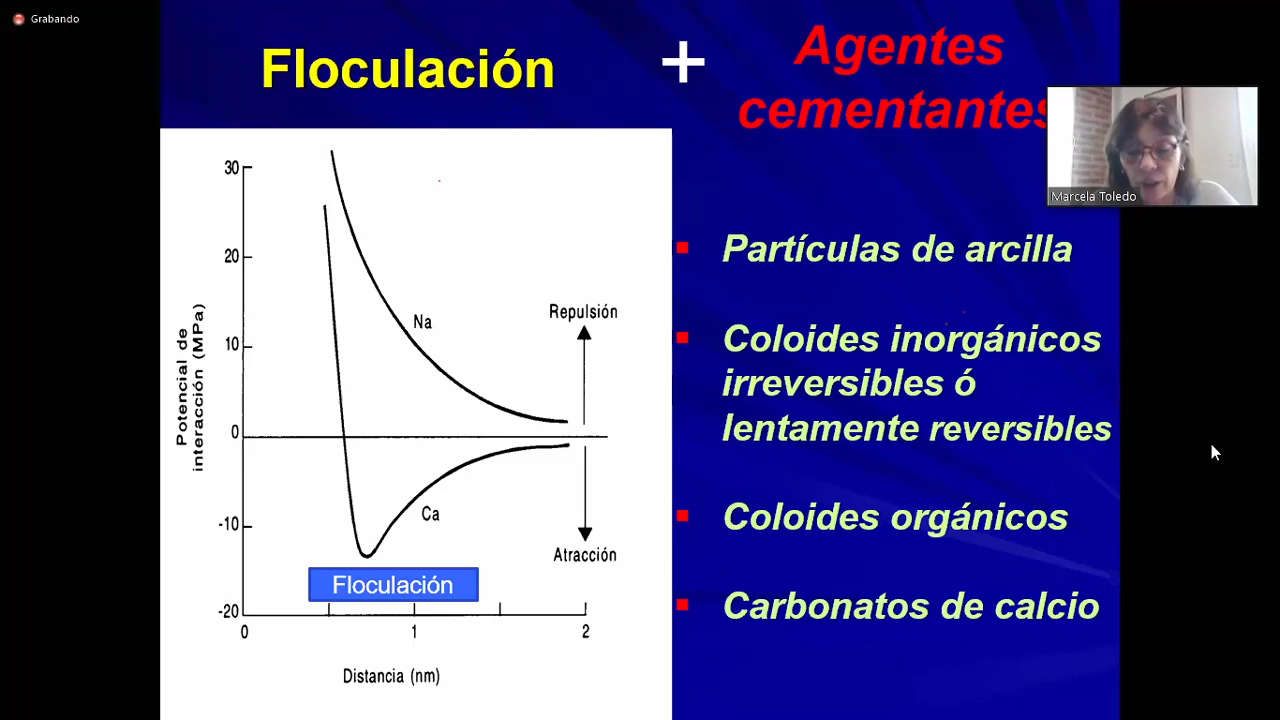 Grabando
Floculación
+
Agentes
cementantes
Marcela Toledo
30
20
10
0
-10
-20
0
1
2
Potencial de
interacción (MPa)
Na
Ca
Repulsión
Atracción
Floculación
Distancia (nm)
Partículas de arcilla
Coloides inorgánicos
irreversibles ó
lentamente reversibles
Coloides orgánicos
Carbonatos de calcio